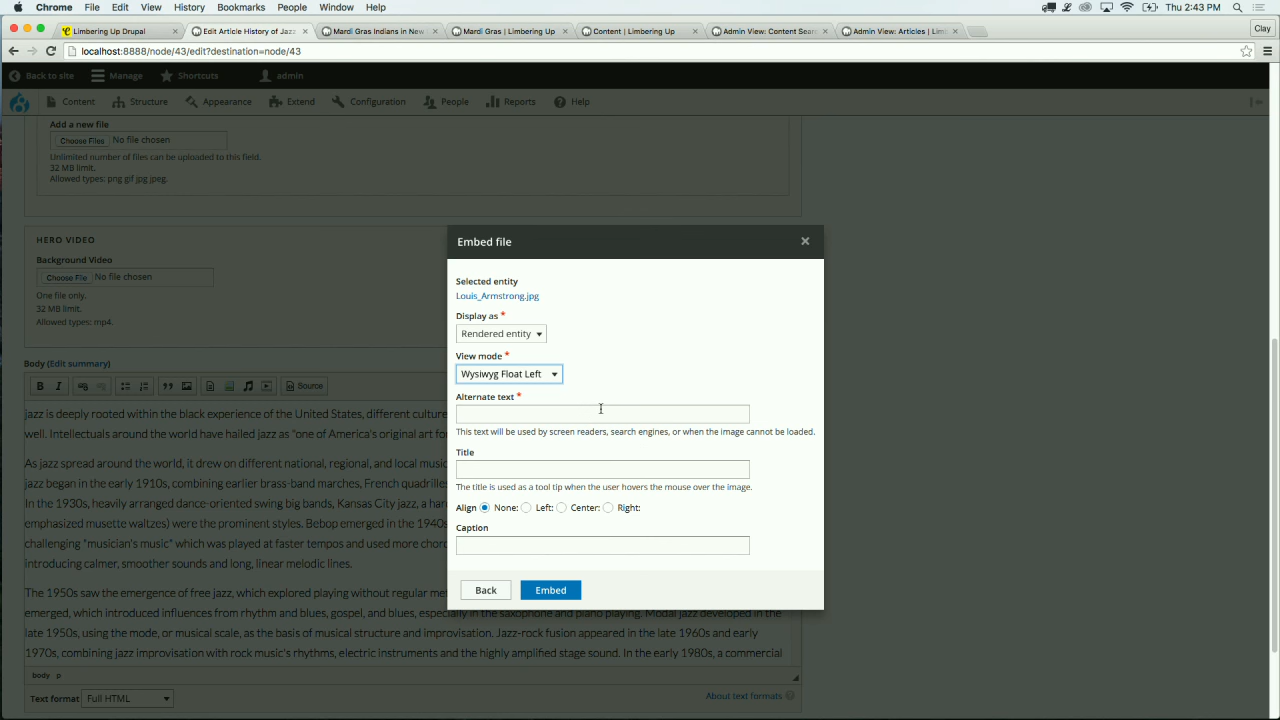 Chrome File Edit View History Bookmarks People Window Help Thu 2:43 PM
Limbering Up Drupal × Edit Article History of Jazz × Mardi Gras Indians in New × Mardi Gras | Limbering Up × Content | Limbering Up × Admin View: Content Sear × Admin View: Articles | Lim × Clay
localhost:8888/node/43/edit?destination=node/43
Back to site Manage Shortcuts admin
Content Structure Appearance Extend Configuration People Reports Help
Add a new file
Choose Files No file chosen
Unlimited number of files can be uploaded to this field.
32 MB limit.
Allowed types: png gif jpg jpeg.
HERO VIDEO
Background Video
Choose File No file chosen
One file only.
32 MB limit.
Allowed types: mp4.
Body (Edit summary)
B I Source
jazz is deeply rooted within the black experience of the United States, different culture
well. Intellectuals around the world have hailed jazz as "one of America's original art fo
As jazz spread around the world, it drew on different national, regional, and local mus
jazz began in the early 1910s, combining earlier brass-band marches, French quadrilles
In the 1930s, heavily arranged dance-oriented swing big bands, Kansas City jazz, a har
emphasized musette waltzes) were the prominent styles. Bebop emerged in the 1940s
challenging "musician's music" which was played at faster tempos and used more chor
introducing calmer, smoother sounds and long, linear melodic lines.
The 1950s saw the emergence of free jazz, which explored playing without regular met
emerged, which introduced influences from rhythm and blues, gospel, and blues, especially in the saxophone and piano playing. Modal jazz developed in the
late 1950s, using the mode, or musical scale, as the basis of musical structure and improvisation. Jazz-rock fusion appeared in the late 1960s and early
1970s, combining jazz improvisation with rock music's rhythms, electric instruments and the highly amplified stage sound. In the early 1980s, a commercial
body p
Text format Full HTML About text formats
Embed file ×
Selected entity
Louis_Armstrong.jpg
Display as *
Rendered entity
View mode *
Wysiwyg Float Left
Alternate text *
This text will be used by screen readers, search engines, or when the image cannot be loaded.
Title
The title is used as a tool tip when the user hovers the mouse over the image.
Align None: Left: Center: Right:
Caption
Back Embed